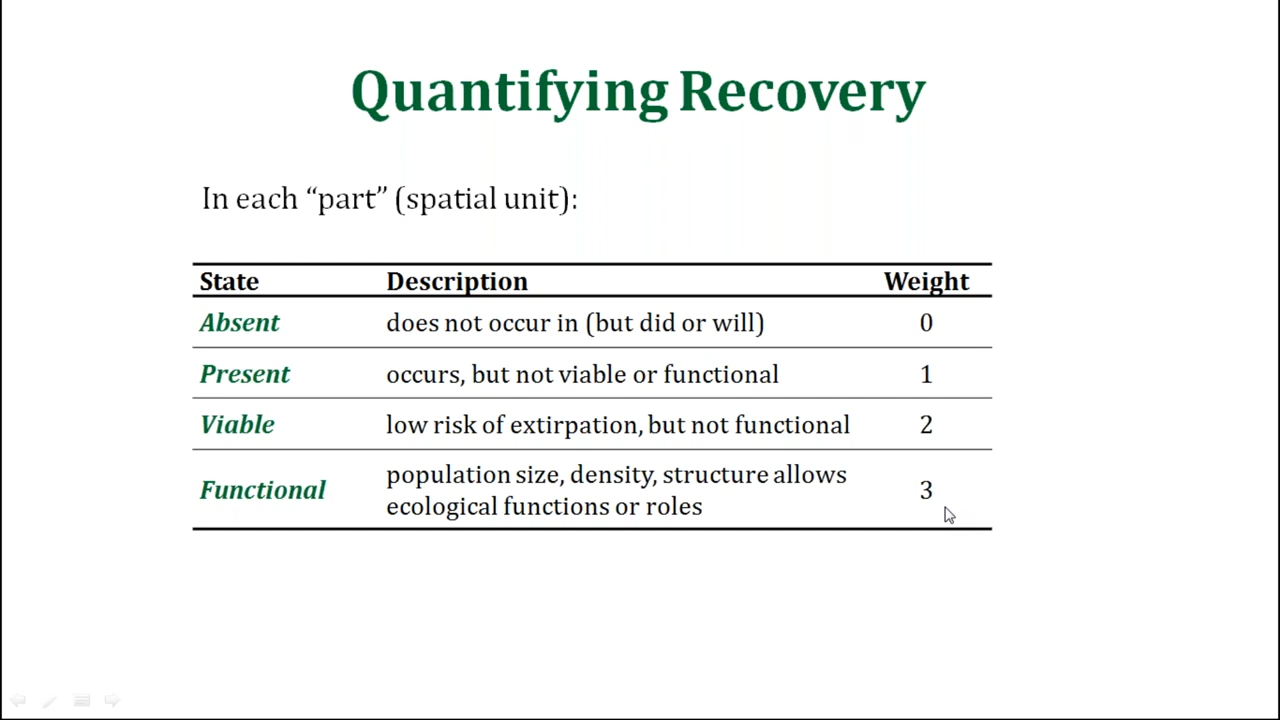 Quantifying Recovery
In each “part” (spatial unit):
State Description Weight
Absent does not occur in (but did or will) 0
Present occurs, but not viable or functional 1
Viable low risk of extirpation, but not functional 2
Functional population size, density, structure allows 3
ecological functions or roles